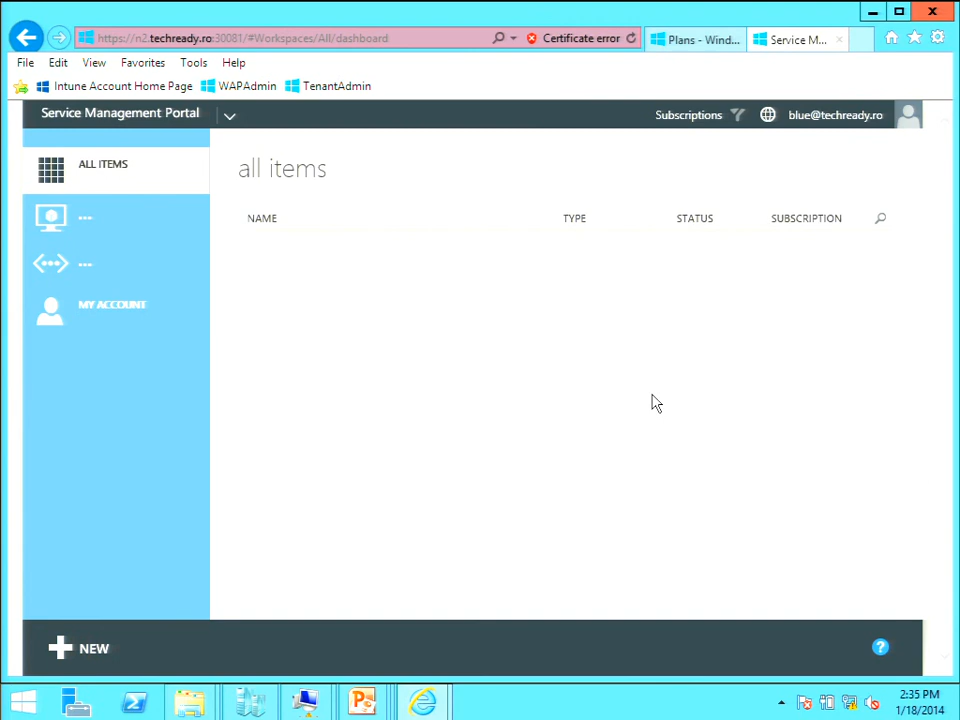 https://n2.techready.ro:30081/#Workspaces/All/dashboard
Certificate error
Plans - Wind...
Service M...
File Edit View Favorites Tools Help
Intune Account Home Page WAPAdmin TenantAdmin
Service Management Portal
Subscriptions
blue@techready.ro
ALL ITEMS
all items
NAME TYPE STATUS SUBSCRIPTION
---
---
MY ACCOUNT
NEW
?
2:35 PM
1/18/2014